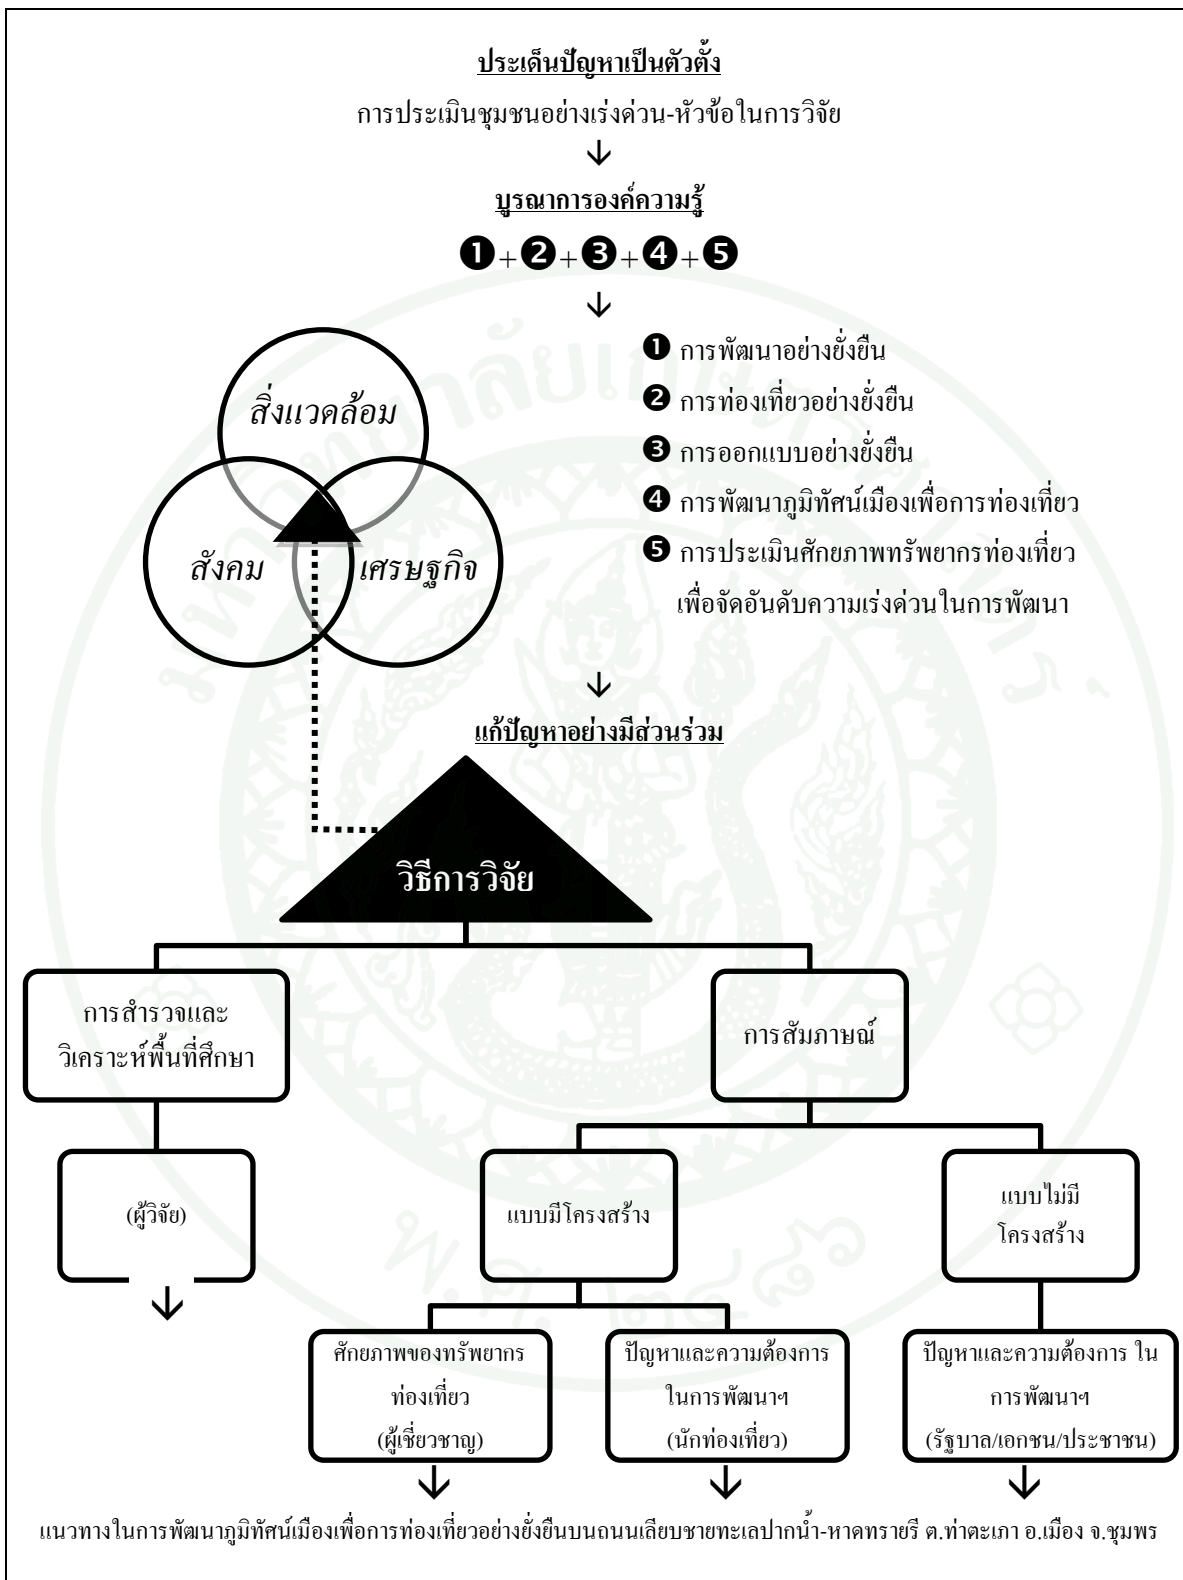 ประเด็นปัญหาเป็นตัวตั้ง
การประเมินชุมชนอย่างเร่งด่วน-หัวข้อในการวิจัย
↓
บูรณาการองค์ความรู้
❶+❷+❸+❹+❺
↓
สิ่งแวดล้อม
สังคม
เศรษฐกิจ
❶ การพัฒนาอย่างยั่งยืน
❷ การท่องเที่ยวอย่างยั่งยืน
❸ การออกแบบอย่างยั่งยืน
❹ การพัฒนาภูมิทัศน์เมืองเพื่อการท่องเที่ยว
❺ การประเมินศักยภาพทรัพยากรท่องเที่ยว
เพื่อจัดอันดับความเร่งด่วนในการพัฒนา
↓
แก้ปัญหาอย่างมีส่วนร่วม
วิธีการวิจัย
การสำรวจและ
วิเคราะห์พื้นที่ศึกษา
การสัมภาษณ์
(ผู้วิจัย)
แบบมีโครงสร้าง
แบบไม่มี
โครงสร้าง
ศักยภาพของทรัพยากร
ท่องเที่ยว
(ผู้เชี่ยวชาญ)
ปัญหาและความต้องการ
ในการพัฒนาฯ
(นักท่องเที่ยว)
ปัญหาและความต้องการ ใน
การพัฒนาฯ
(รัฐบาล/เอกชน/ประชาชน)
แนวทางในการพัฒนาภูมิทัศน์เมืองเพื่อการท่องเที่ยวอย่างยั่งยืนบนถนนเลียบชายทะเลปากน้ำ-หาดทรายรี ต.ท่าตะเภา อ.เมือง จ.ชุมพร
มหาวิทยาลัยเกษตรศาสตร์
พ.ศ. ๒๔๘๖